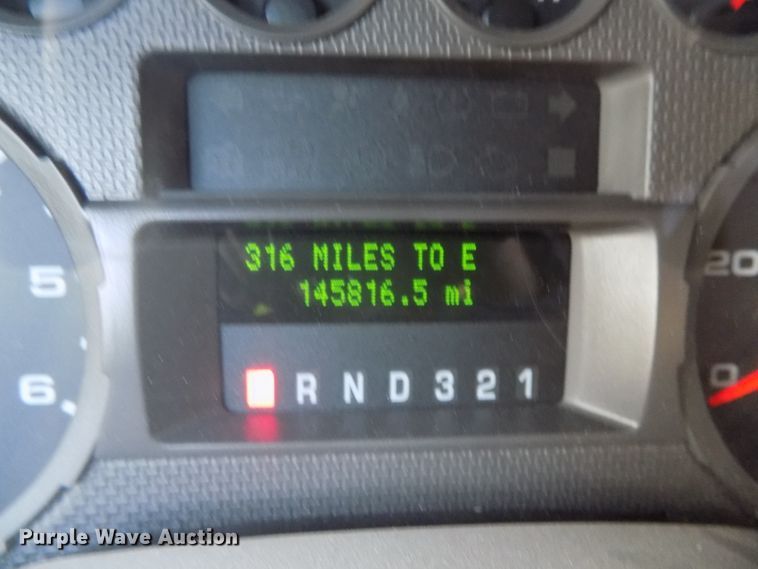 5
6
316 MILES TO E
145816.5 mi
R N D 3 2 1
20
0
Purple Wave Auction